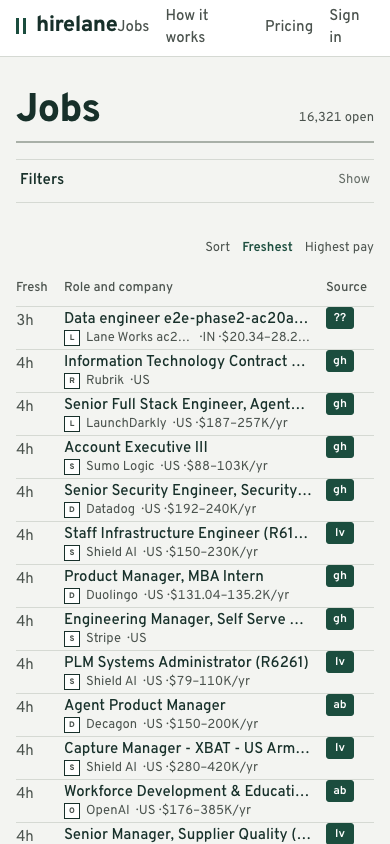 hirelane Jobs How it works Pricing Sign in
Jobs 16,321 open
Filters Show
Sort Freshest Highest pay
Fresh Role and company Source
3h Data engineer e2e-phase2-ac20a… ??
L Lane Works ac2… ·IN ·$20.34–28.2…
4h Information Technology Contract … gh
R Rubrik ·US
4h Senior Full Stack Engineer, Agent… gh
L LaunchDarkly ·US ·$187–257K/yr
4h Account Executive III gh
S Sumo Logic ·US ·$88–103K/yr
4h Senior Security Engineer, Security… gh
D Datadog ·US ·$192–240K/yr
4h Staff Infrastructure Engineer (R61… lv
S Shield AI ·US ·$150–230K/yr
4h Product Manager, MBA Intern gh
D Duolingo ·US ·$131.04–135.2K/yr
4h Engineering Manager, Self Serve … gh
S Stripe ·US
4h PLM Systems Administrator (R6261) lv
S Shield AI ·US ·$79–110K/yr
4h Agent Product Manager ab
D Decagon ·US ·$150–200K/yr
4h Capture Manager - XBAT - US Arm… lv
S Shield AI ·US ·$280–420K/yr
4h Workforce Development & Educati… ab
O OpenAI ·US ·$176–385K/yr
4h Senior Manager, Supplier Quality (… lv